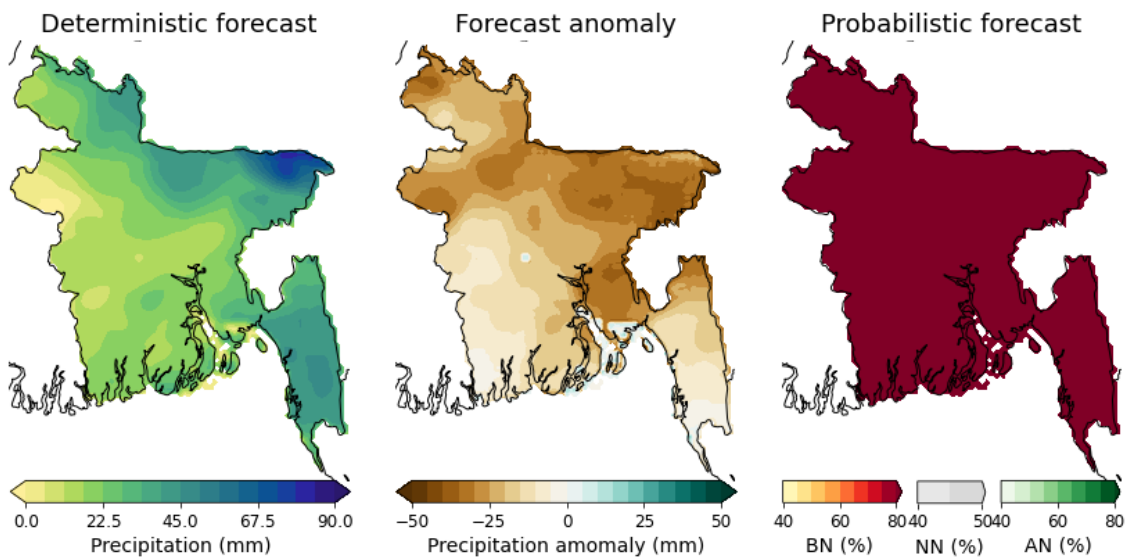 Deterministic forecast
Forecast anomaly
Probabilistic forecast
0.0 22.5 45.0 67.5 90.0
Precipitation (mm)
−50 −25 0 25 50
Precipitation amomaly (mm)
40 60 80
BN (%)
40 50
NN (%)
40 60 80
AN (%)